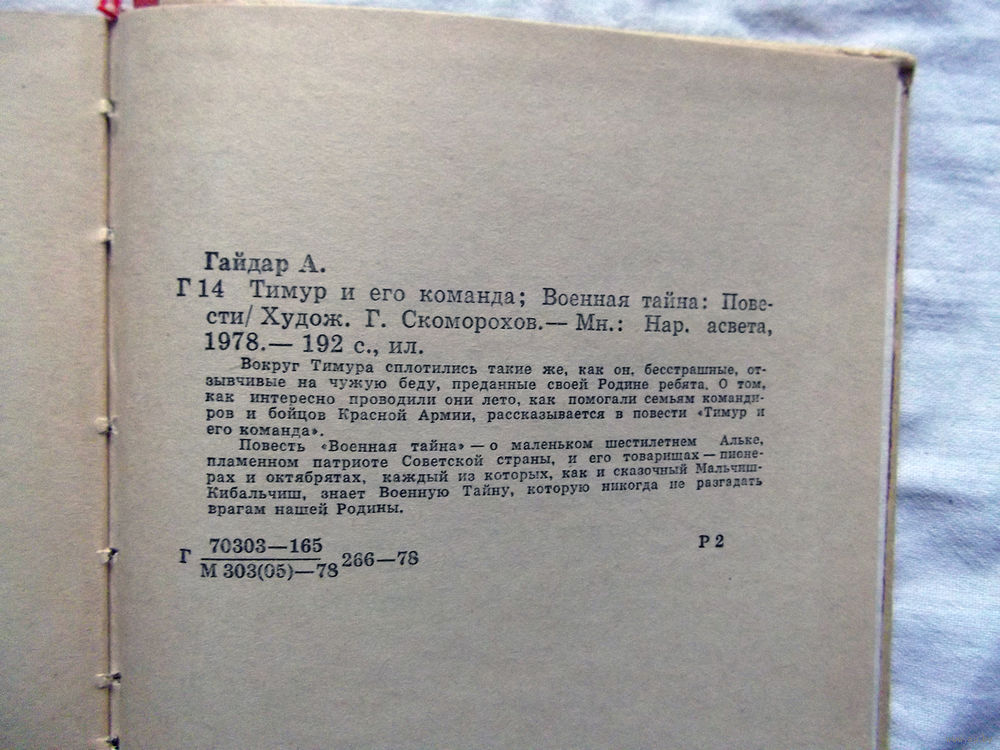 Гайдар А.
Г 14 Тимур и его команда; Военная тайна: Пове-
сти/ Худож. Г. Скоморохов.— Мн.: Нар. асвета,
1978.— 192 с., ил.
Вокруг Тимура сплотились такие же, как он, бесстрашные, от-
зывчивые на чужую беду, преданные своей Родине ребята. О том,
как интересно проводили они лето, как помогали семьям команди-
ров и бойцов Красной Армии, рассказывается в повести «Тимур и
его команда».
Повесть «Военная тайна» — о маленьком шестилетнем Альке,
пламенном патриоте Советской страны, и его товарищах — пионе-
рах и октябрятах, каждый из которых, как и сказочный Мальчиш-
Кибальчиш, знает Военную Тайну, которую никогда не разгадать
врагам нашей Родины.
Г 70303—165
М 303(05)—78 266—78
Р 2